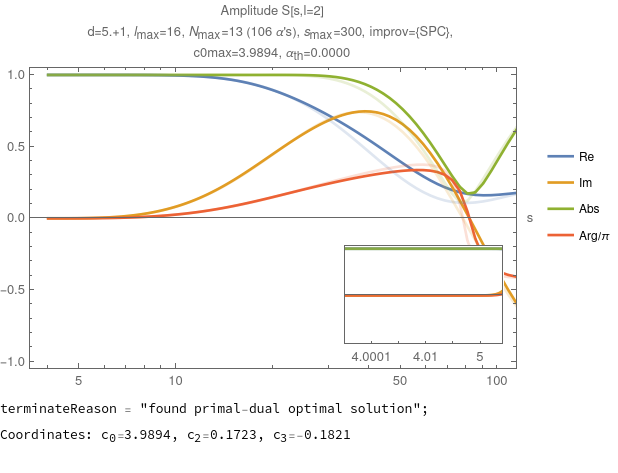 Amplitude S[s,l=2]
d=5.+1, lmax=16, Nmax=13 (106 α's), smax=300, improv={SPC},
c0max=3.9894, αth=0.0000
1.0
0.5
0.0
−0.5
−1.0
s
5
10
50
100
4.0001
4.01
5
Re
Im
Abs
Arg/π
terminateReason = "found primal-dual optimal solution";
Coordinates: c0=3.9894, c2=0.1723, c3=-0.1821